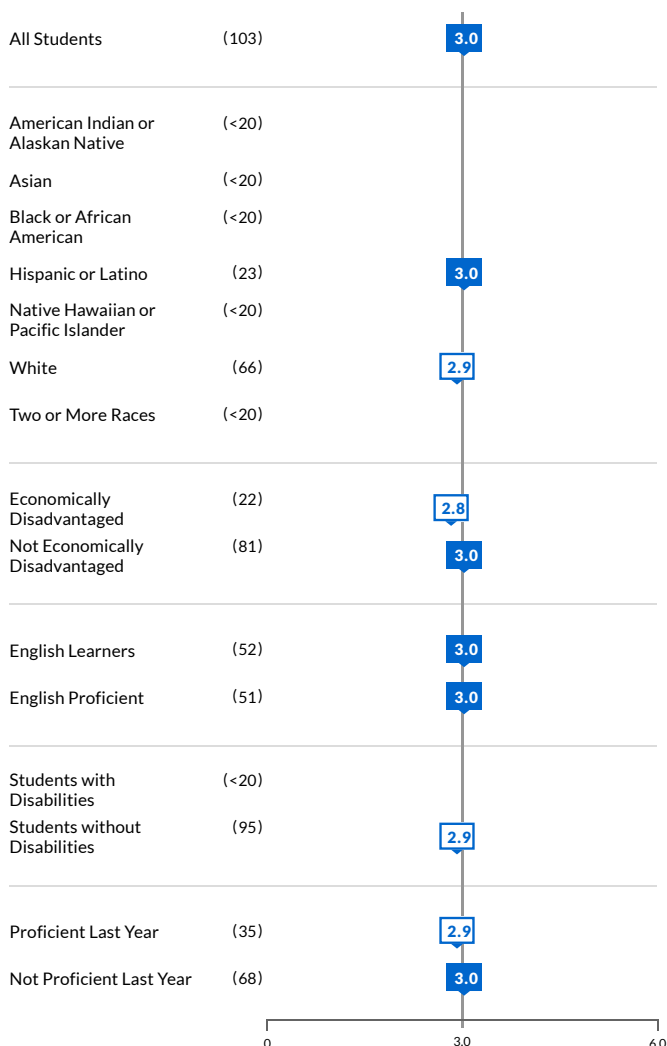 All Students (103) 3.0
American Indian or (<20)
Alaskan Native
Asian (<20)
Black or African (<20)
American
Hispanic or Latino (23) 3.0
Native Hawaiian or (<20)
Pacific Islander
White (66) 2.9
Two or More Races (<20)
Economically (22) 2.8
Disadvantaged
Not Economically (81) 3.0
Disadvantaged
English Learners (52) 3.0
English Proficient (51) 3.0
Students with (<20)
Disabilities
Students without (95) 2.9
Disabilities
Proficient Last Year (35) 2.9
Not Proficient Last Year (68) 3.0
0 3.0 6.0